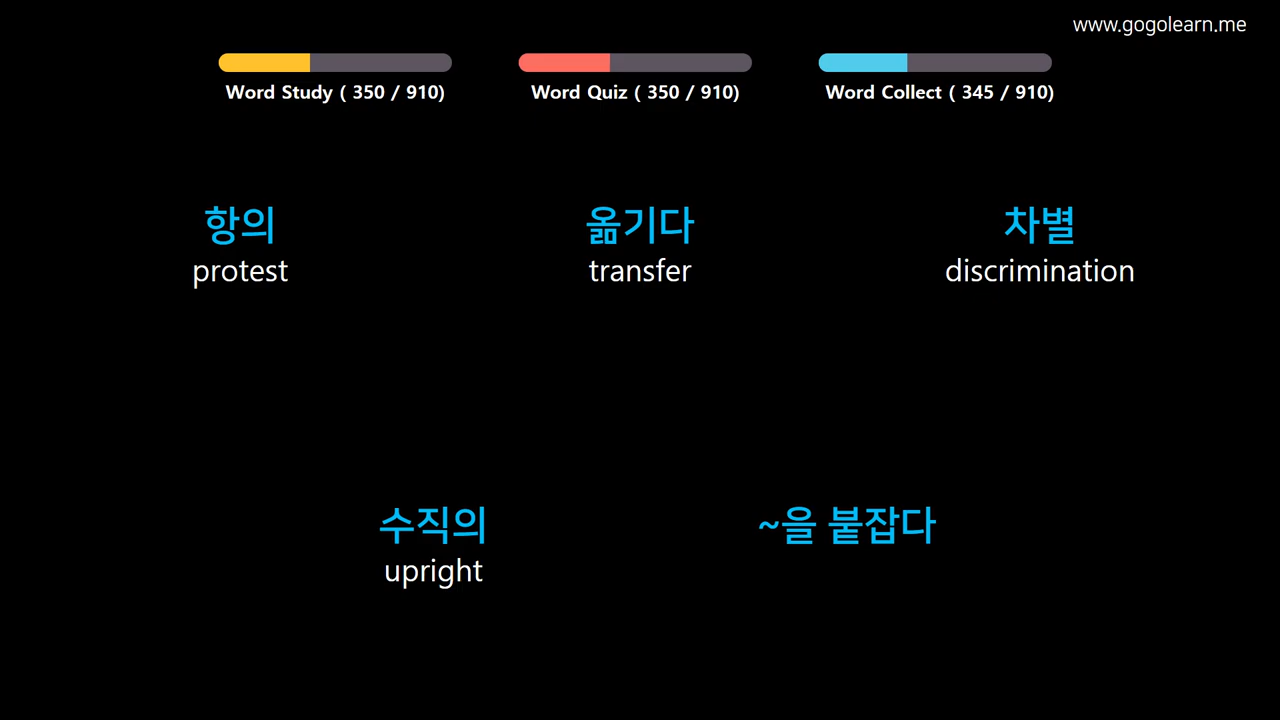 www.gogolearn.me
Word Study ( 350 / 910)
Word Quiz ( 350 / 910)
Word Collect ( 345 / 910)
항의
protest
옮기다
transfer
차별
discrimination
수직의
upright
~을 붙잡다